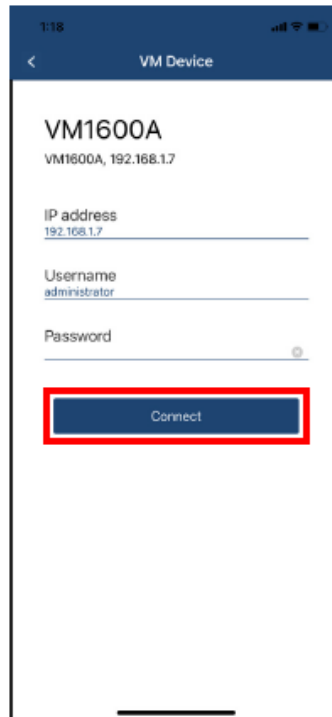 1:18
VM Device
VM1600A
VM1600A, 192.168.1.7
IP address
192.168.1.7
Username
administrator
Password
Connect